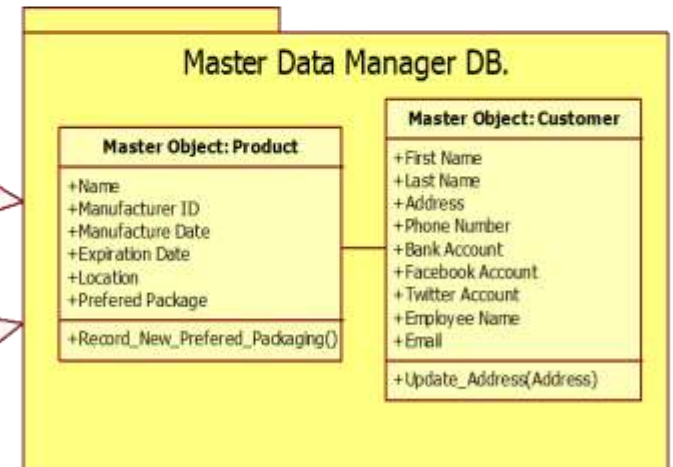 Master Data Manager DB.
Master Object: Product
+Name
+Manufacturer ID
+Manufacture Date
+Expiration Date
+Location
+Prefered Package
+Record_New_Prefered_Packaging()
Master Object: Customer
+First Name
+Last Name
+Address
+Phone Number
+Bank Account
+Facebook Account
+Twitter Account
+Employee Name
+Email
+Update_Address(Address)